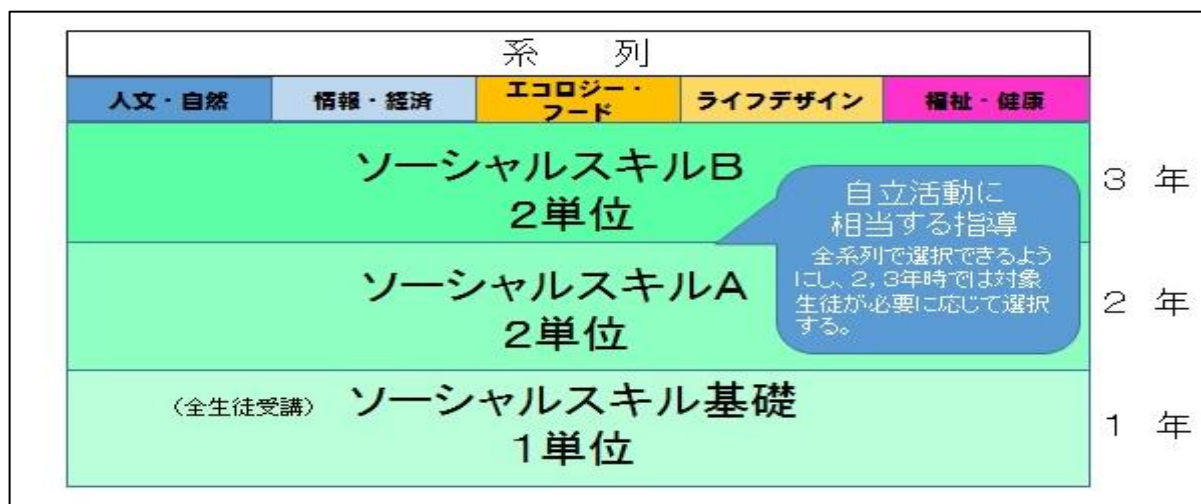 系　列
人文・自然
情報・経済
エコロジー・
フード
ライフデザイン
福祉・健康
ソーシャルスキルB
2単位
3 年
自立活動に
相当する指導
全系列で選択できるよう
にし、2,3年時では対象
生徒が必要に応じて選択
する。
ソーシャルスキルA
2単位
2 年
（全生徒受講） ソーシャルスキル基礎
1単位
1 年